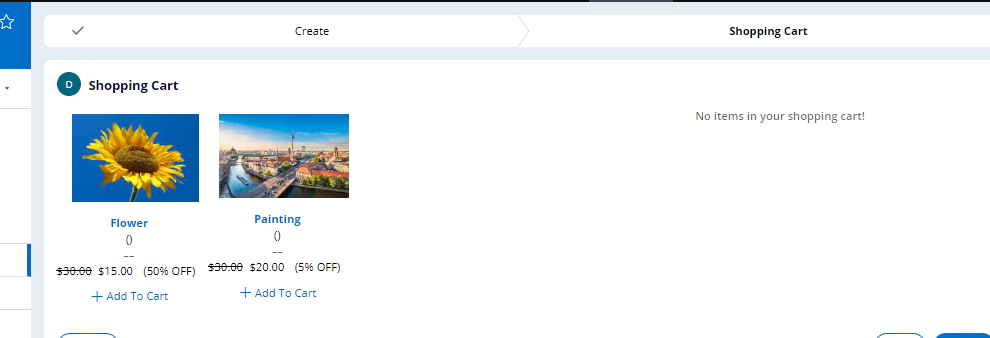 Create
Shopping Cart
D
Shopping Cart
No items in your shopping cart!
Flower
()
--
$30.00 $15.00 (50% OFF)
+ Add To Cart
Painting
()
--
$30.00 $20.00 (5% OFF)
+ Add To Cart